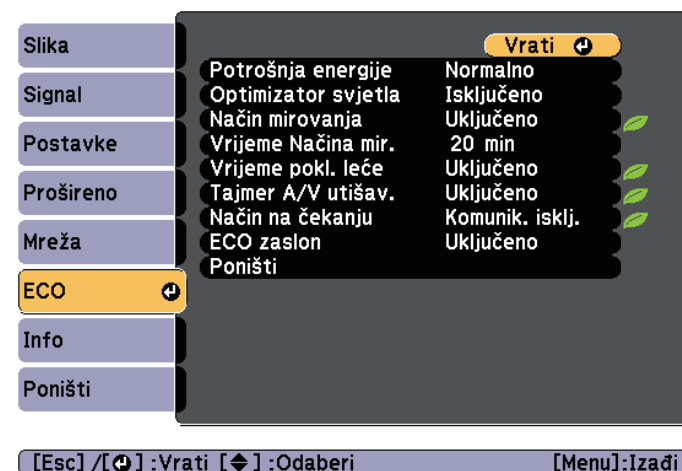 Slika
Signal
Postavke
Prošireno
Mreža
ECO
Info
Poništi
Vrati
Potrošnja energije Normalno
Optimizator svjetla Isključeno
Način mirovanja Uključeno
Vrijeme Načina mir. 20 min
Vrijeme pokl. leće Uključeno
Tajmer A/V utišav. Uključeno
Način na čekanju Komunik. isklj.
ECO zaslon Uključeno
Poništi
[Esc] /[⏎] :Vrati [◆] :Odaberi [Menu]:Izađi